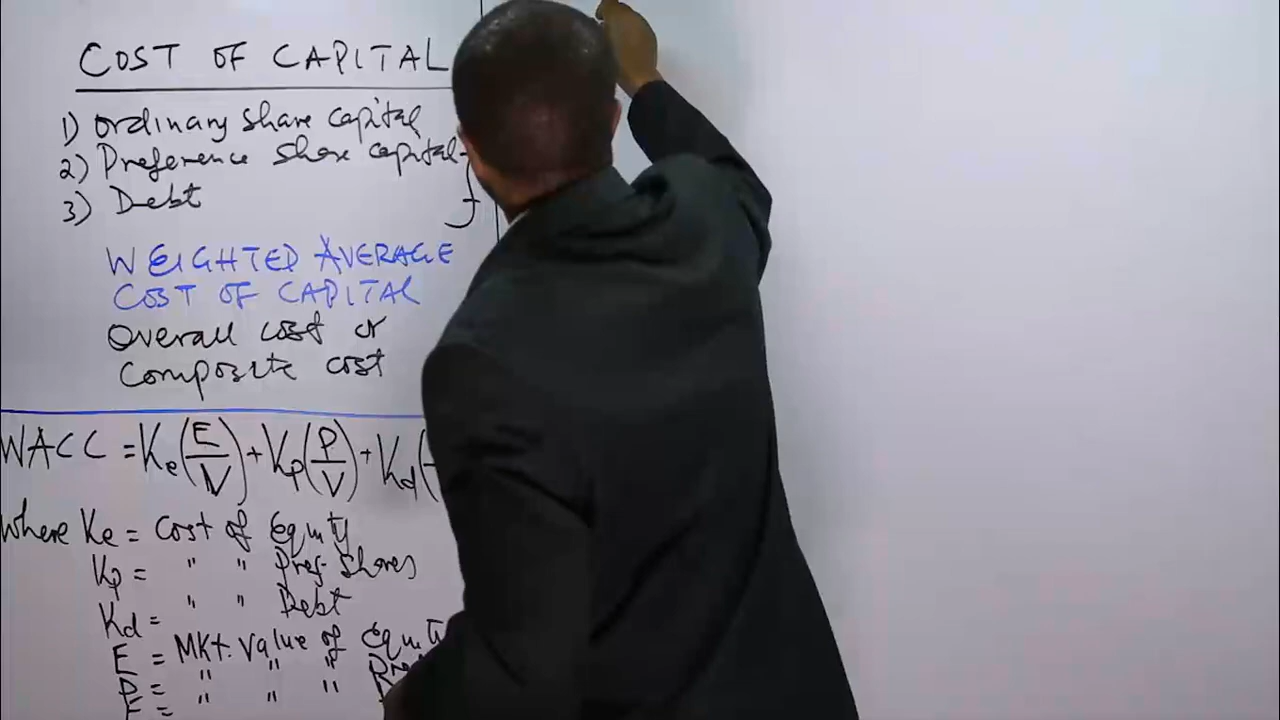 COST OF CAPITAL
1) Ordinary share capital
2) Preference share capital
3) Debt
WEIGHTED AVERAGE
COST OF CAPITAL
Overall cost or
Composite cost
WACC = Ke(E/V) + Kp(P/V) + Kd(
Where Ke = Cost of Equity
Kp = " " Pref. Shares
Kd = " " Debt
E = Mkt. Value of Equity
P = " " "
F = " " "